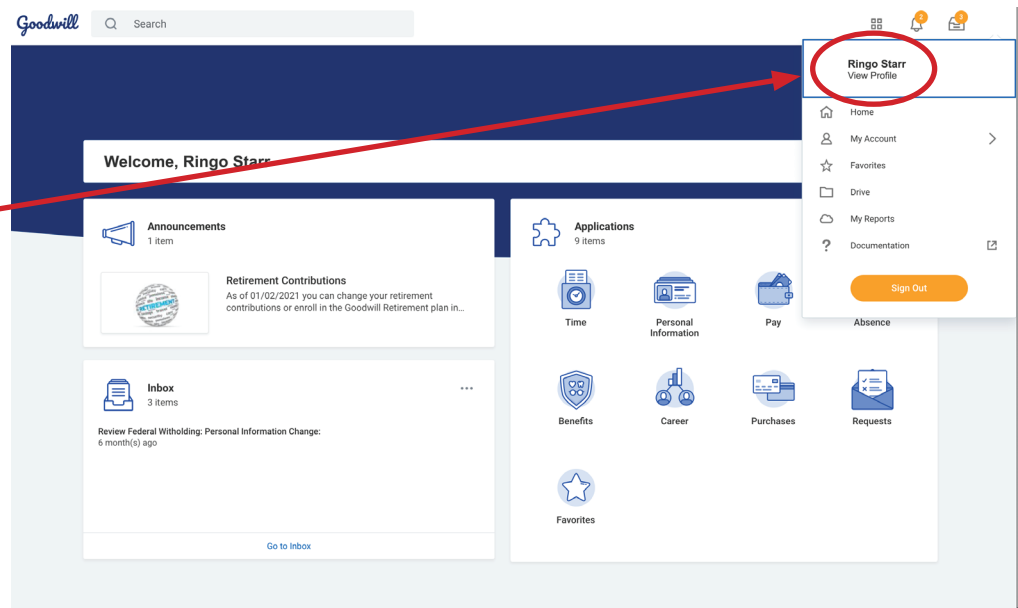 Goodwill
Search
2
3
Ringo Starr
View Profile
Home
My Account
Favorites
Drive
My Reports
Documentation
Sign Out
Welcome, Ringo Starr
Announcements
1 item
RETIREMENT
Retirement Contributions
As of 01/02/2021 you can change your retirement
contributions or enroll in the Goodwill Retirement plan in...
Inbox
3 items
Review Federal Witholding: Personal Information Change:
6 month(s) ago
Go to Inbox
Applications
9 items
Time
Personal
Information
Pay
Absence
Benefits
Career
Purchases
Requests
Favorites